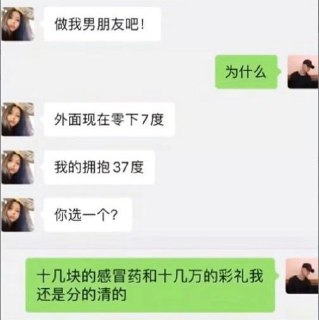 做我男朋友吧！
为什么
外面现在零下7度
我的拥抱37度
你选一个？
十几块的感冒药和十几万的彩礼我
还是分的清的